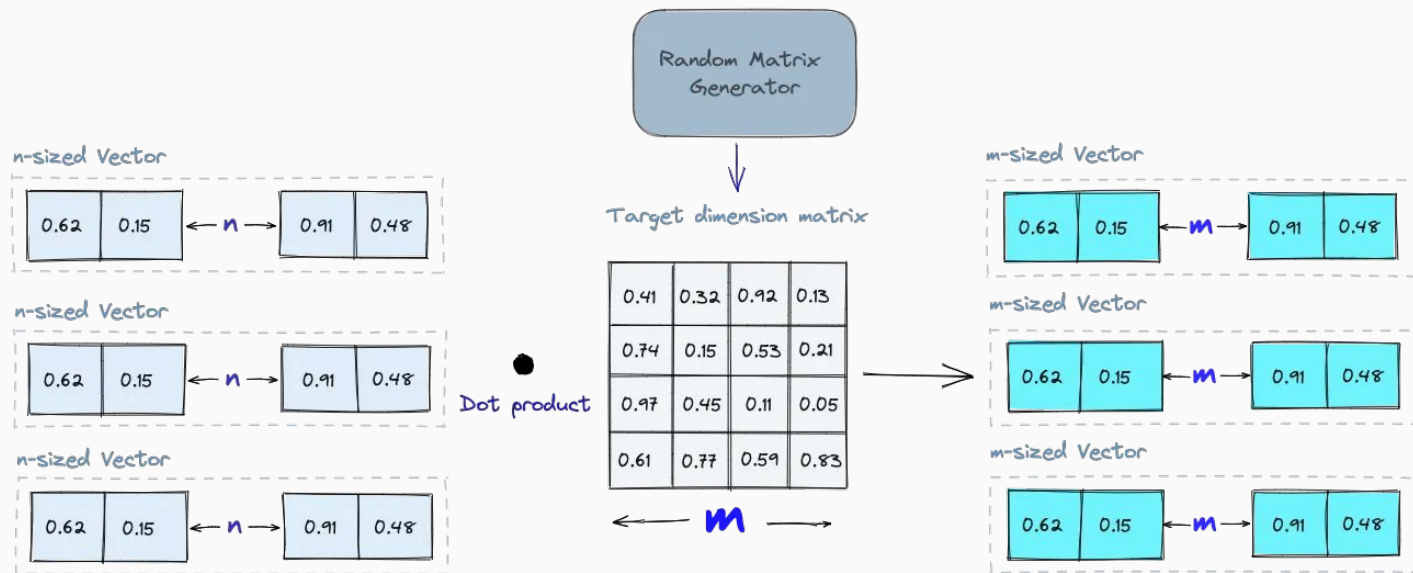 Random Matrix
Generator
n-sized Vector
0.62 0.15 n 0.91 0.48
n-sized Vector
0.62 0.15 n 0.91 0.48
n-sized Vector
0.62 0.15 n 0.91 0.48
Dot product
Target dimension matrix
0.41 0.32 0.92 0.13
0.74 0.15 0.53 0.21
0.97 0.45 0.11 0.05
0.61 0.77 0.59 0.83
m
m-sized Vector
0.62 0.15 m 0.91 0.48
m-sized Vector
0.62 0.15 m 0.91 0.48
m-sized Vector
0.62 0.15 m 0.91 0.48